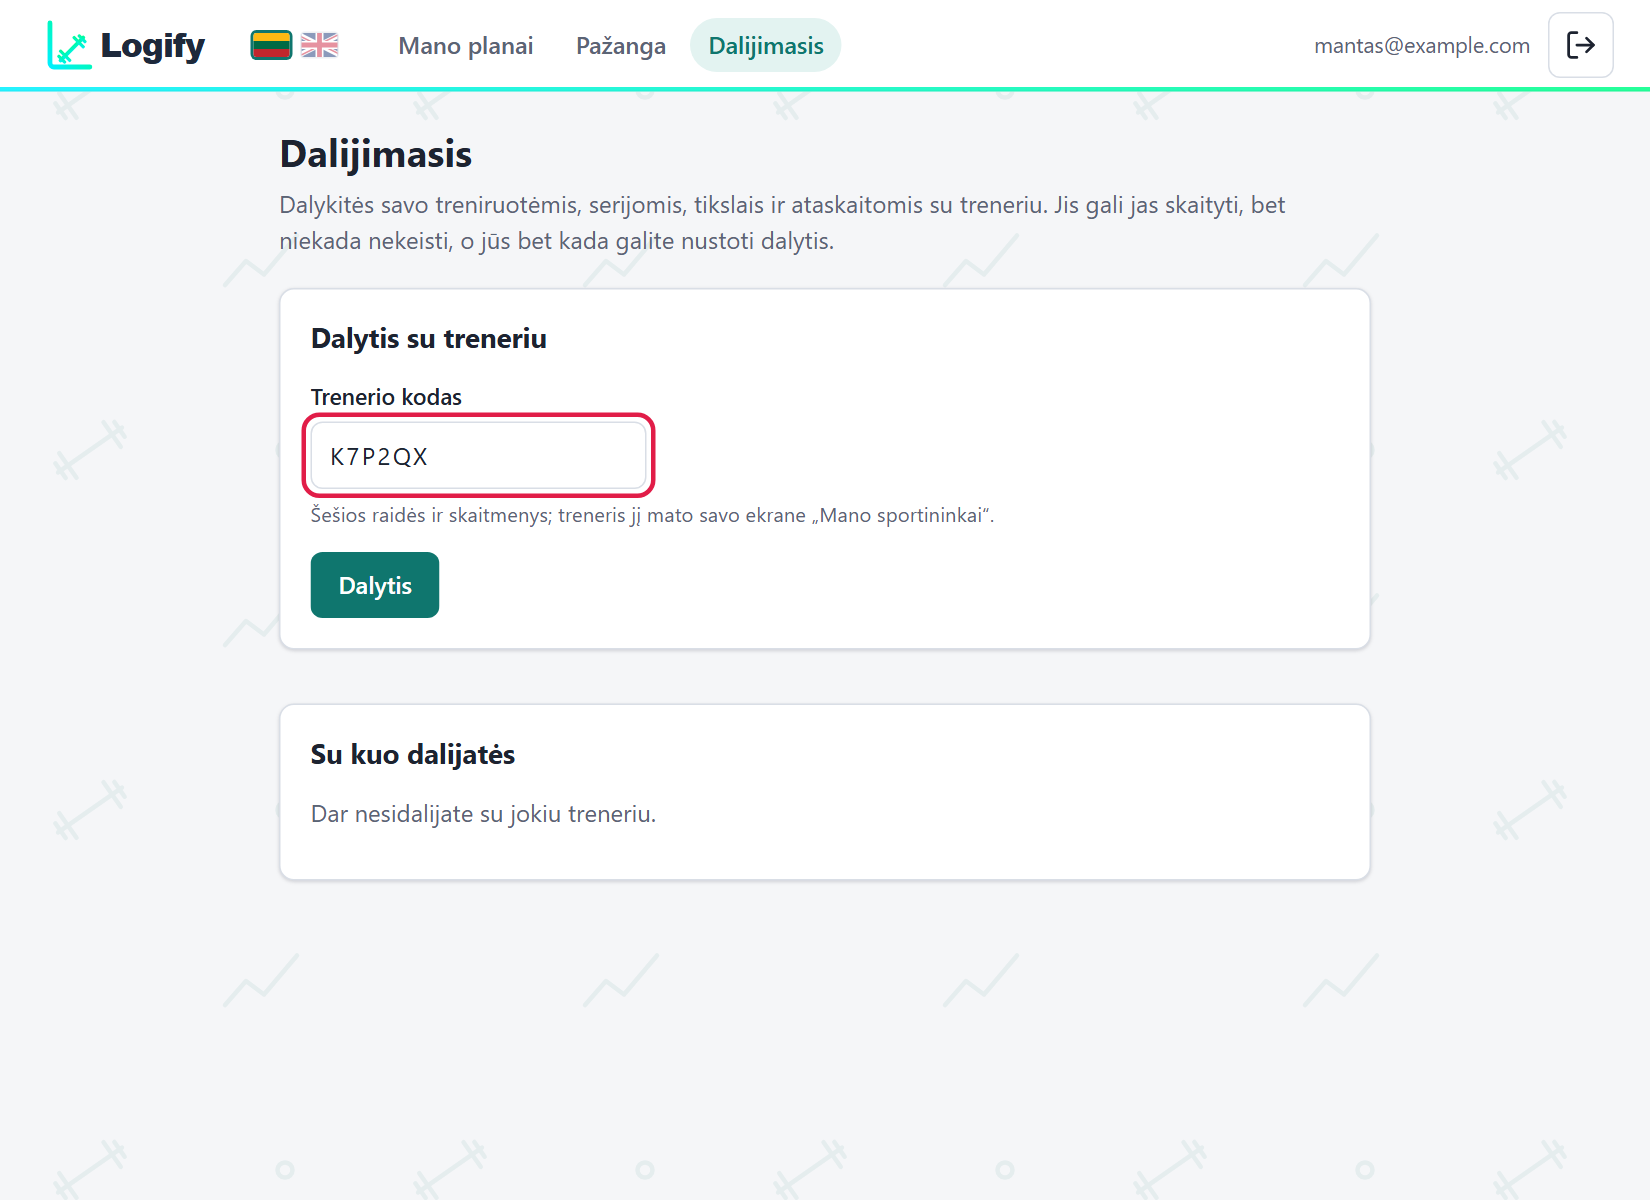 Logify
Mano planai
Pažanga
Dalijimasis
mantas@example.com
Dalijimasis
Dalykitės savo treniruotėmis, serijomis, tikslais ir ataskaitomis su treneriu. Jis gali jas skaityti, bet
niekada nekeisti, o jūs bet kada galite nustoti dalytis.
Dalytis su treneriu
Trenerio kodas
K7P2QX
Šešios raidės ir skaitmenys; treneris jį mato savo ekrane „Mano sportininkai“.
Dalytis
Su kuo dalijatės
Dar nesidalijate su jokiu treneriu.